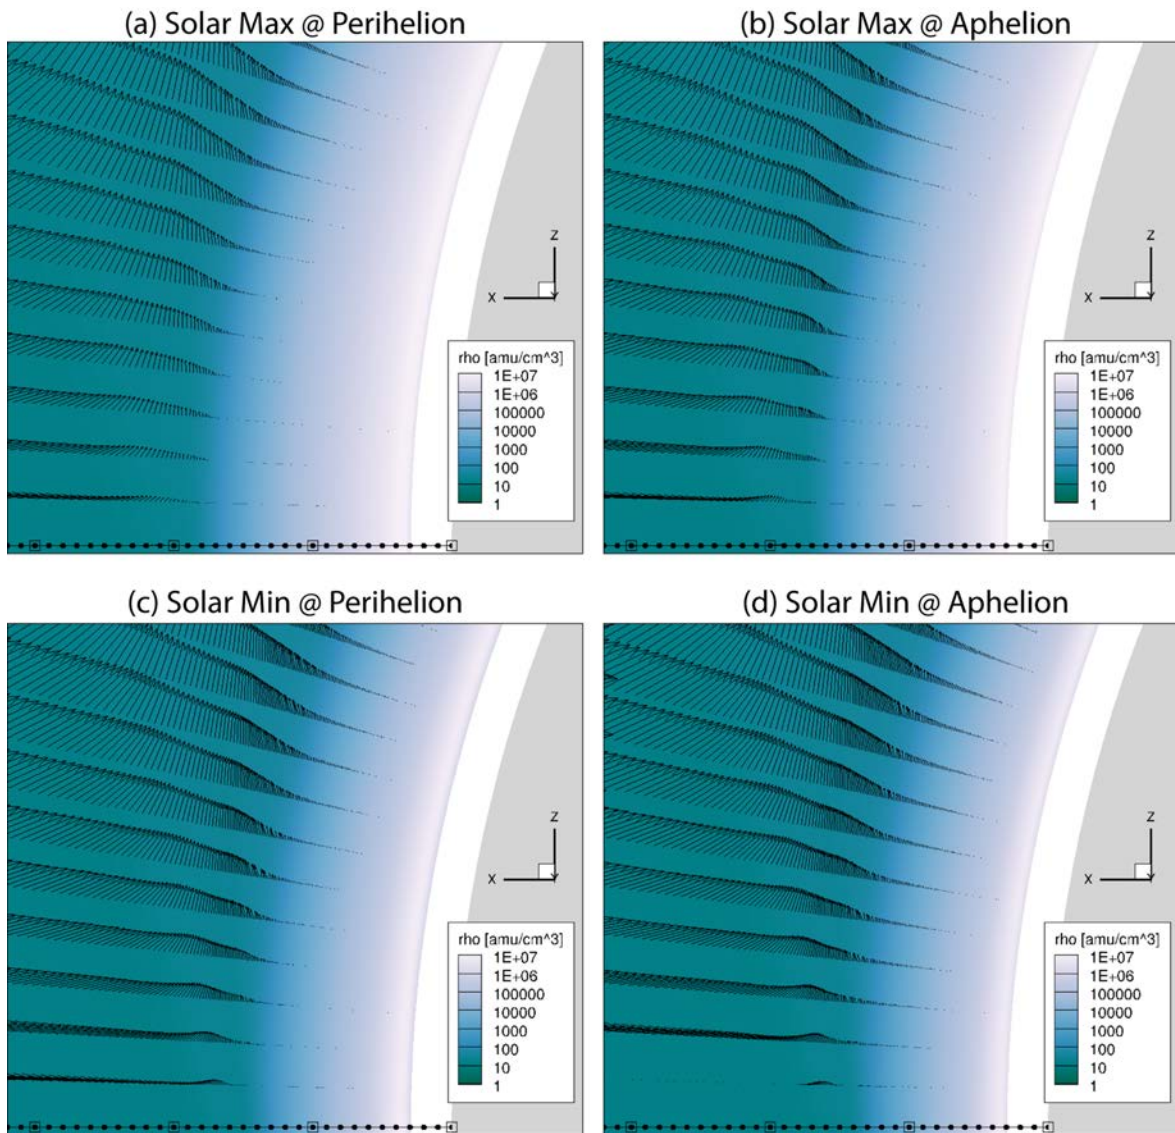 (a) Solar Max @ Perihelion
(b) Solar Max @ Aphelion
Z
X
Y
rho [amu/cm^3]
1E+07
1E+06
100000
10000
1000
100
10
1
Z
X
Y
rho [amu/cm^3]
1E+07
1E+06
100000
10000
1000
100
10
1
(c) Solar Min @ Perihelion
(d) Solar Min @ Aphelion
Z
X
Y
rho [amu/cm^3]
1E+07
1E+06
100000
10000
1000
100
10
1
Z
X
Y
rho [amu/cm^3]
1E+07
1E+06
100000
10000
1000
100
10
1